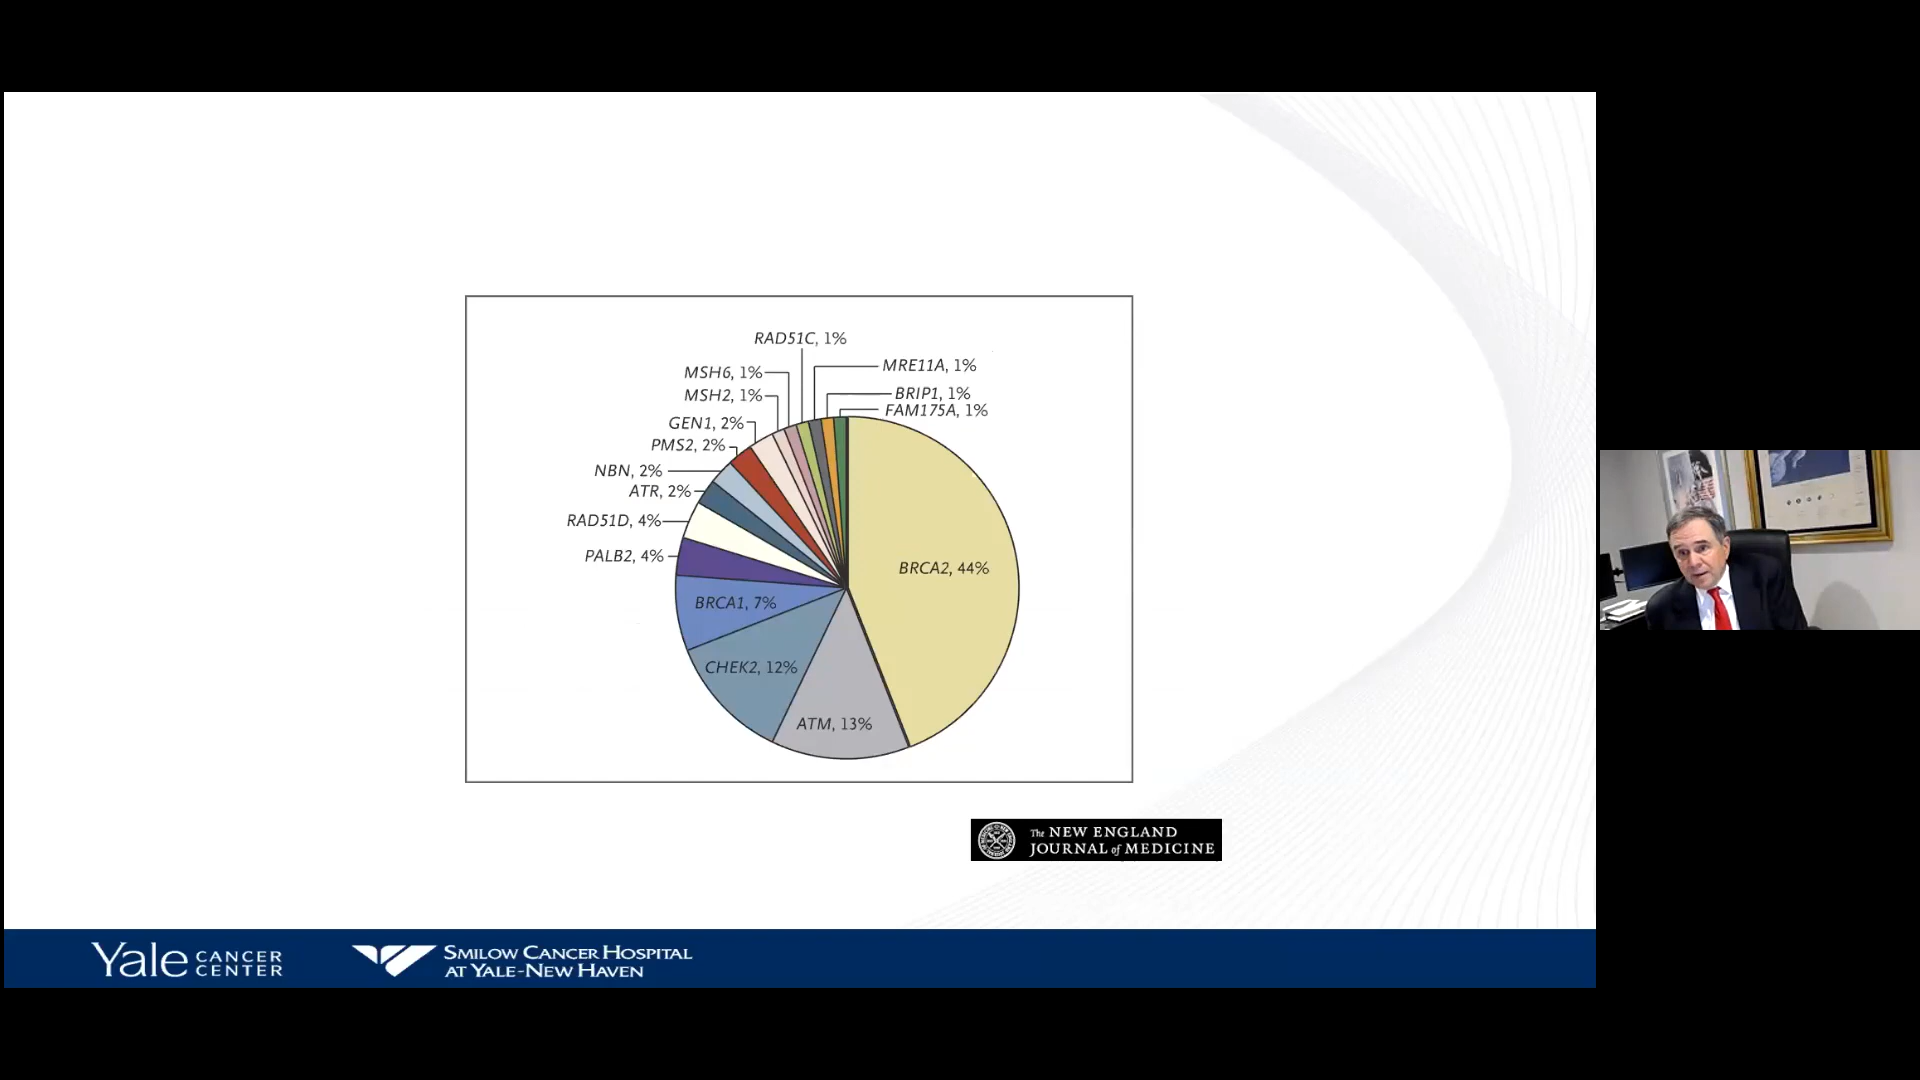 RAD51C, 1%
MRE11A, 1%
MSH6, 1%
BRIP1, 1%
MSH2, 1%
FAM175A, 1%
GEN1, 2%
PMS2, 2%
NBN, 2%
ATR, 2%
RAD51D, 4%
PALB2, 4%
BRCA2, 44%
BRCA1, 7%
CHEK2, 12%
ATM, 13%
The NEW ENGLAND
JOURNAL of MEDICINE
Yale CANCER CENTER
SMILOW CANCER HOSPITAL
AT YALE-NEW HAVEN